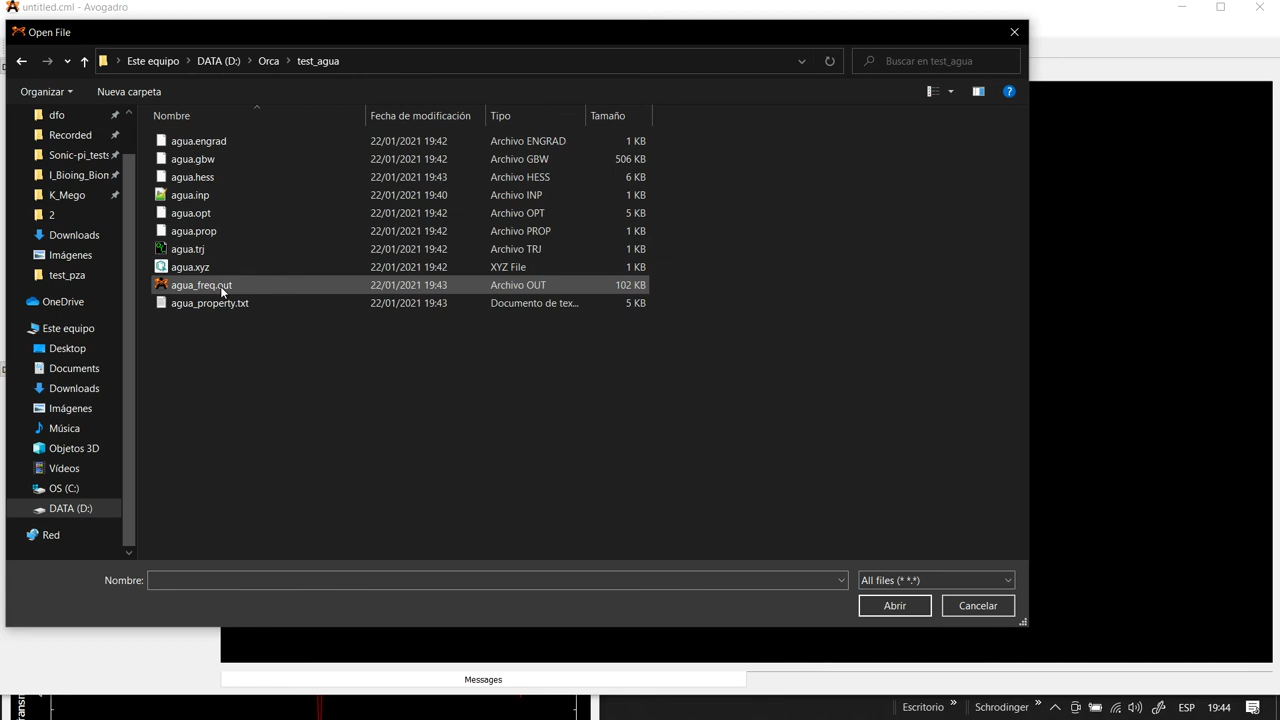 untitled.cml - Avogadro
Open File
Este equipo > DATA (D:) > Orca > test_agua
Buscar en test_agua
Organizar
Nueva carpeta
Nombre
Fecha de modificación
Tipo
Tamaño
dfo
Recorded
Sonic-pi_tests
I_Bioing_Bion
K_Mego
2
Downloads
Imágenes
test_pza
OneDrive
Este equipo
Desktop
Documents
Downloads
Imágenes
Música
Objetos 3D
Vídeos
OS (C:)
DATA (D:)
Red
agua.engrad 22/01/2021 19:42 Archivo ENGRAD 1 KB
agua.gbw 22/01/2021 19:42 Archivo GBW 506 KB
agua.hess 22/01/2021 19:43 Archivo HESS 6 KB
agua.inp 22/01/2021 19:40 Archivo INP 1 KB
agua.opt 22/01/2021 19:42 Archivo OPT 5 KB
agua.prop 22/01/2021 19:42 Archivo PROP 1 KB
agua.trj 22/01/2021 19:42 Archivo TRJ 1 KB
agua.xyz 22/01/2021 19:42 XYZ File 1 KB
agua_freq.out 22/01/2021 19:43 Archivo OUT 102 KB
agua_property.txt 22/01/2021 19:43 Documento de tex... 5 KB
Nombre:
All files (* *.*)
Abrir
Cancelar
Messages
Escritorio
Schrodinger
ESP
19:44